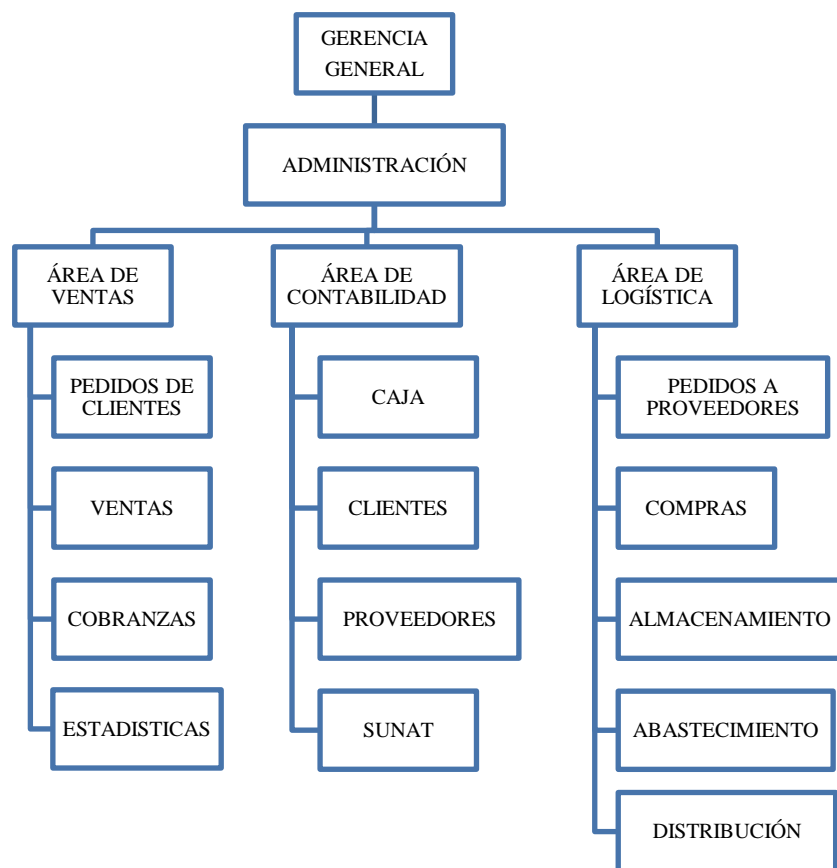 GERENCIA
GENERAL
ADMINISTRACIÓN
ÁREA DE
VENTAS
PEDIDOS DE
CLIENTES
VENTAS
COBRANZAS
ESTADISTICAS
ÁREA DE
CONTABILIDAD
CAJA
CLIENTES
PROVEEDORES
SUNAT
ÁREA DE
LOGÍSTICA
PEDIDOS A
PROVEEDORES
COMPRAS
ALMACENAMIENTO
ABASTECIMIENTO
DISTRIBUCIÓN